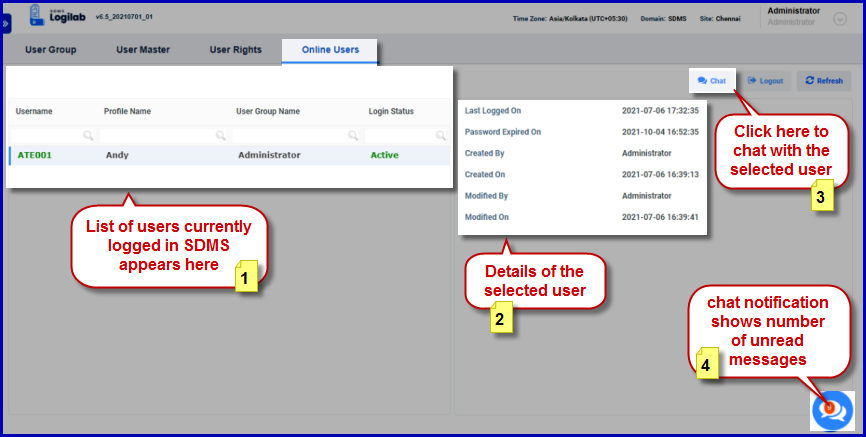 SDMS
Logilab v6.5_20210701_01
Time Zone: Asia/Kolkata (UTC+05:30) Domain: SDMS Site: Chennai
Administrator
Administrator
User Group User Master User Rights Online Users
Chat Logout Refresh
Username Profile Name User Group Name Login Status
ATE001 Andy Administrator Active
Last Logged On 2021-07-06 17:32:35
Password Expired On 2021-10-04 16:52:35
Created By Administrator
Created On 2021-07-06 16:39:13
Modified By Administrator
Modified On 2021-07-06 16:39:41
List of users currently
logged in SDMS
appears here
1
Details of the
selected user
2
Click here to
chat with the
selected user
3
chat notification
shows number
of unread
messages
4